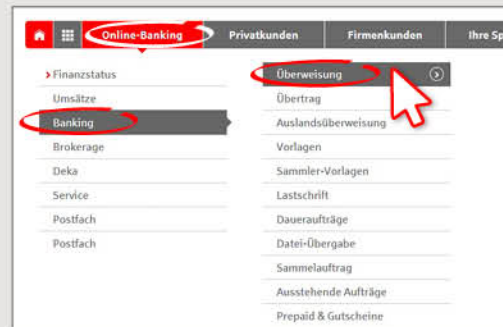 Online-Banking Privatkunden Firmenkunden Ihre Sp
Finanzstatus
Umsätze
Banking
Brokerage
Deka
Service
Postfach
Postfach
Überweisung
Übertrag
Auslandsüberweisung
Vorlagen
Sammler-Vorlagen
Lastschrift
Daueraufträge
Datei-Übergabe
Sammelauftrag
Ausstehende Aufträge
Prepaid & Gutscheine